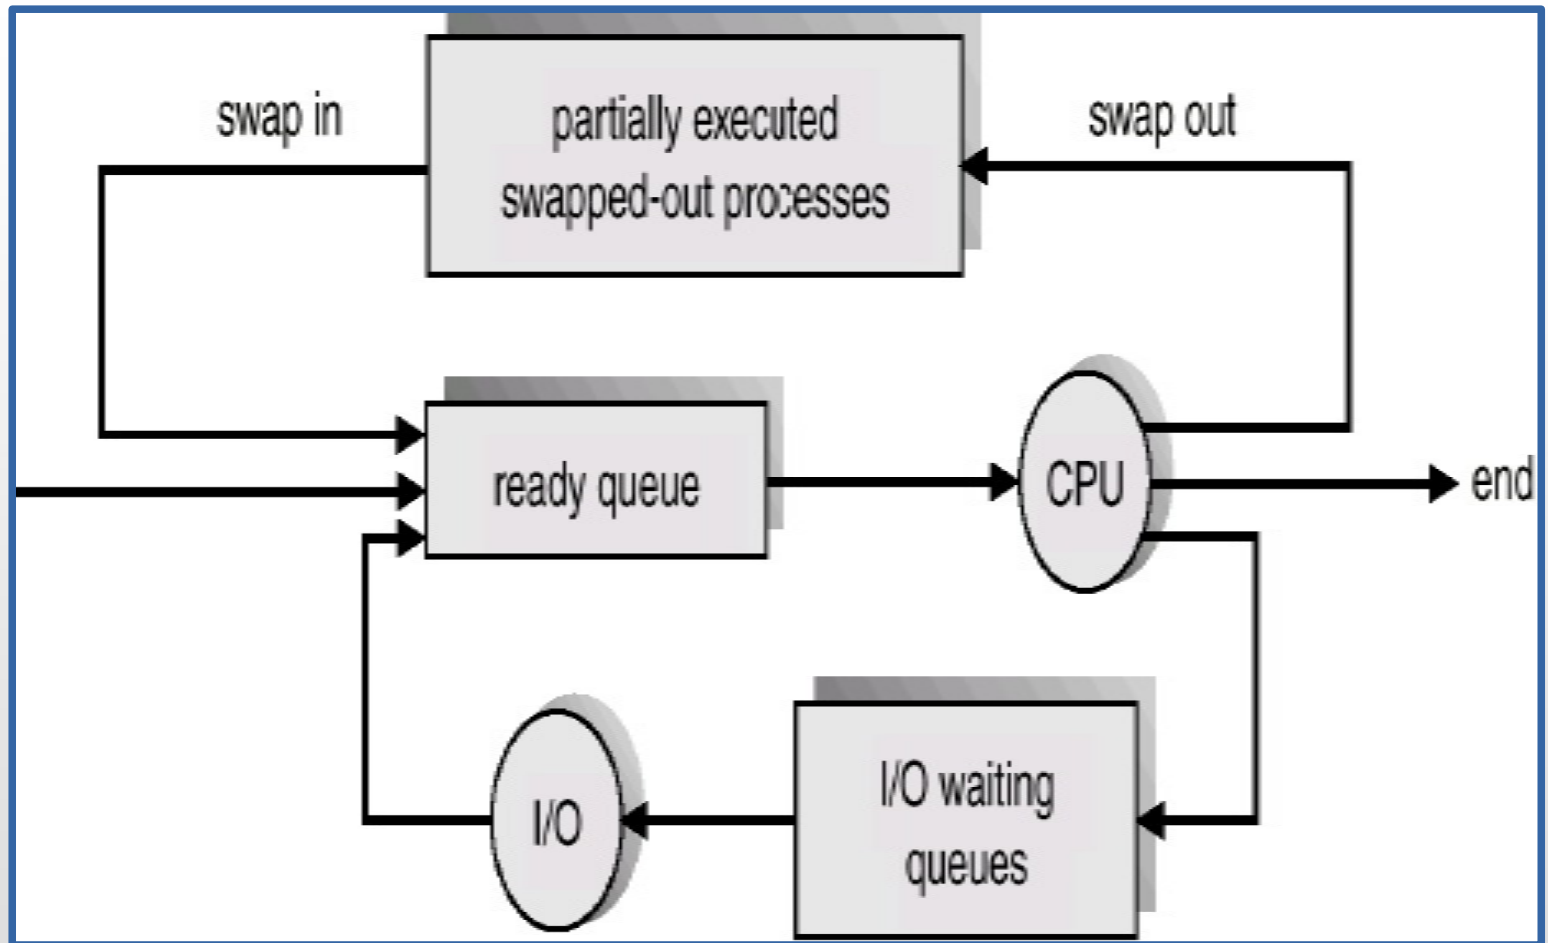 swap in
partially executed
swapped-out processes
swap out
ready queue
CPU
end
I/O
I/O waiting
queues